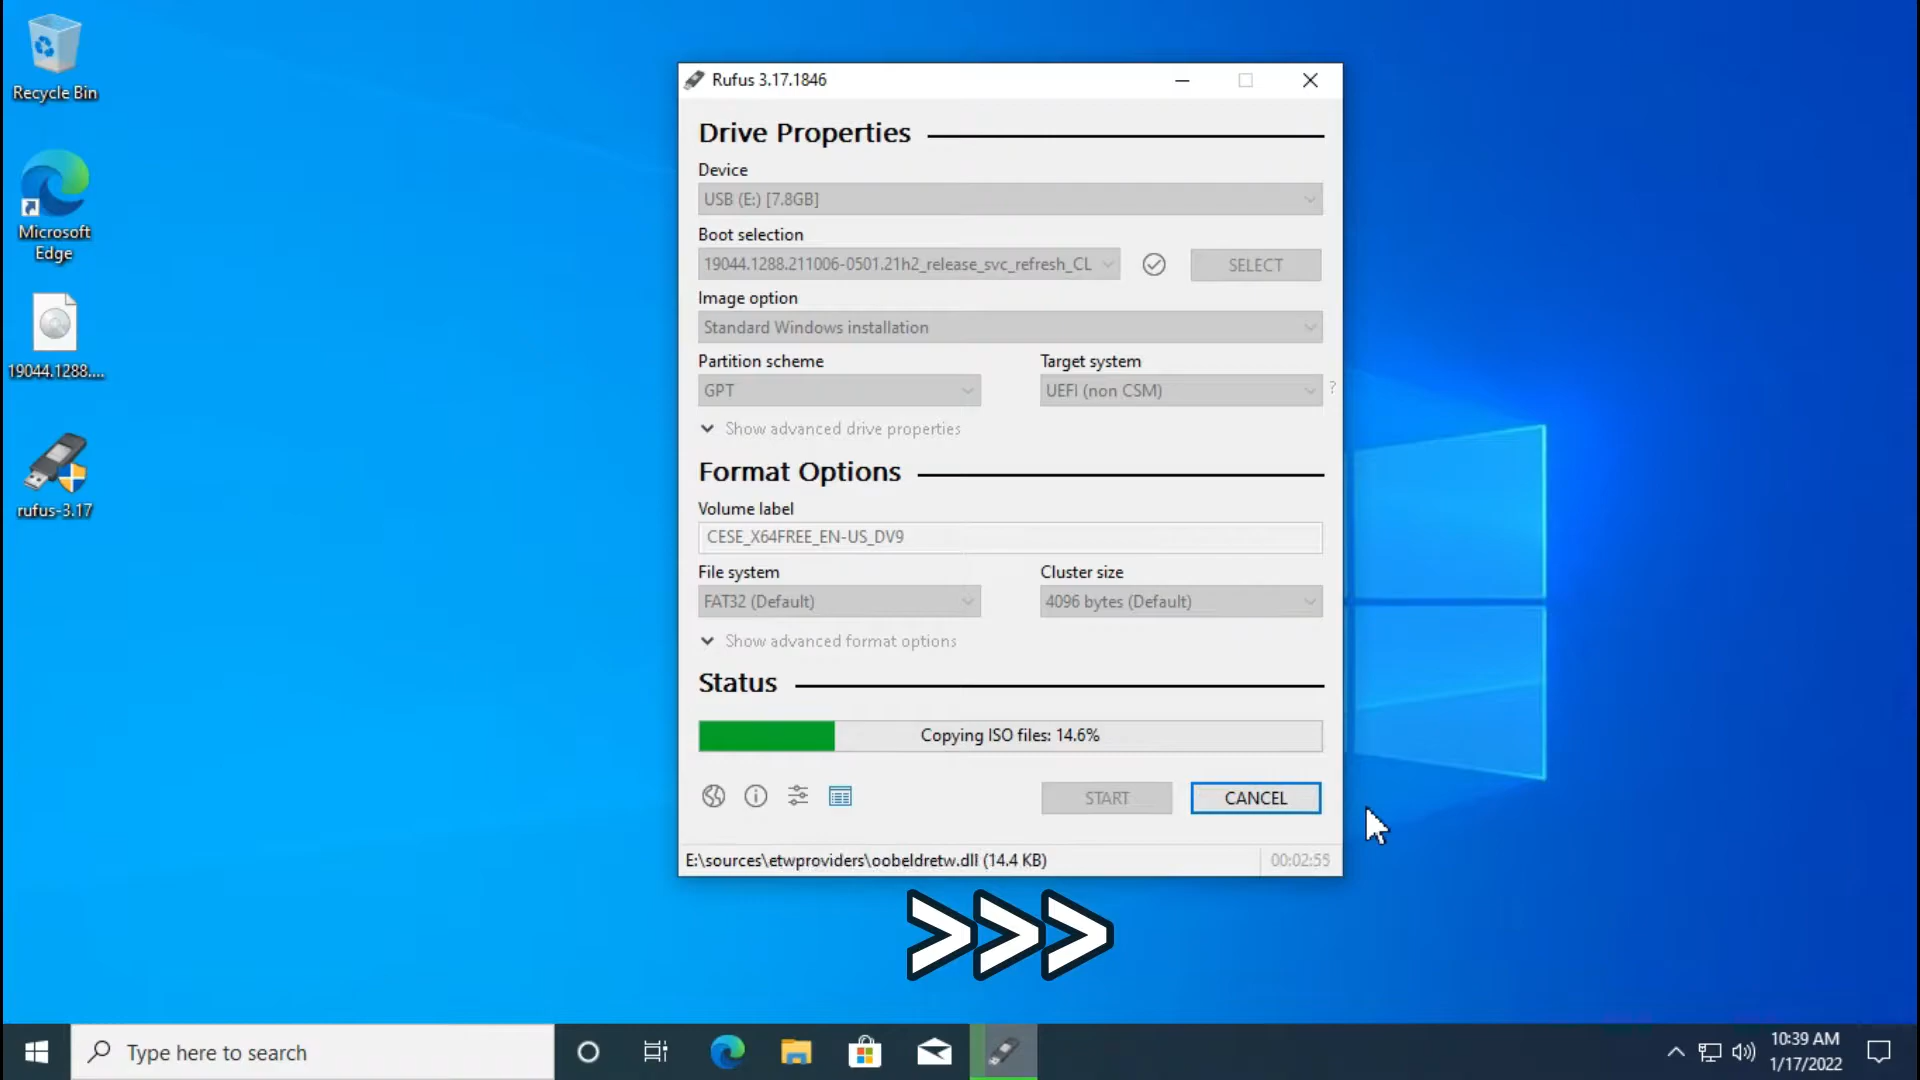 Recycle Bin
Microsoft
Edge
19044.1288....
rufus-3.17
Rufus 3.17.1846
Drive Properties
Device
USB (E:) [7.8GB]
Boot selection
19044.1288.211006-0501.21h2_release_svc_refresh_CL
SELECT
Image option
Standard Windows installation
Partition scheme
Target system
GPT
UEFI (non CSM)
?
Show advanced drive properties
Format Options
Volume label
CESE_X64FREE_EN-US_DV9
File system
Cluster size
FAT32 (Default)
4096 bytes (Default)
Show advanced format options
Status
Copying ISO files: 14.6%
START
CANCEL
E:\sources\etwproviders\oobeldretw.dll (14.4 KB)
00:02:55
>>>
Type here to search
10:39 AM
1/17/2022